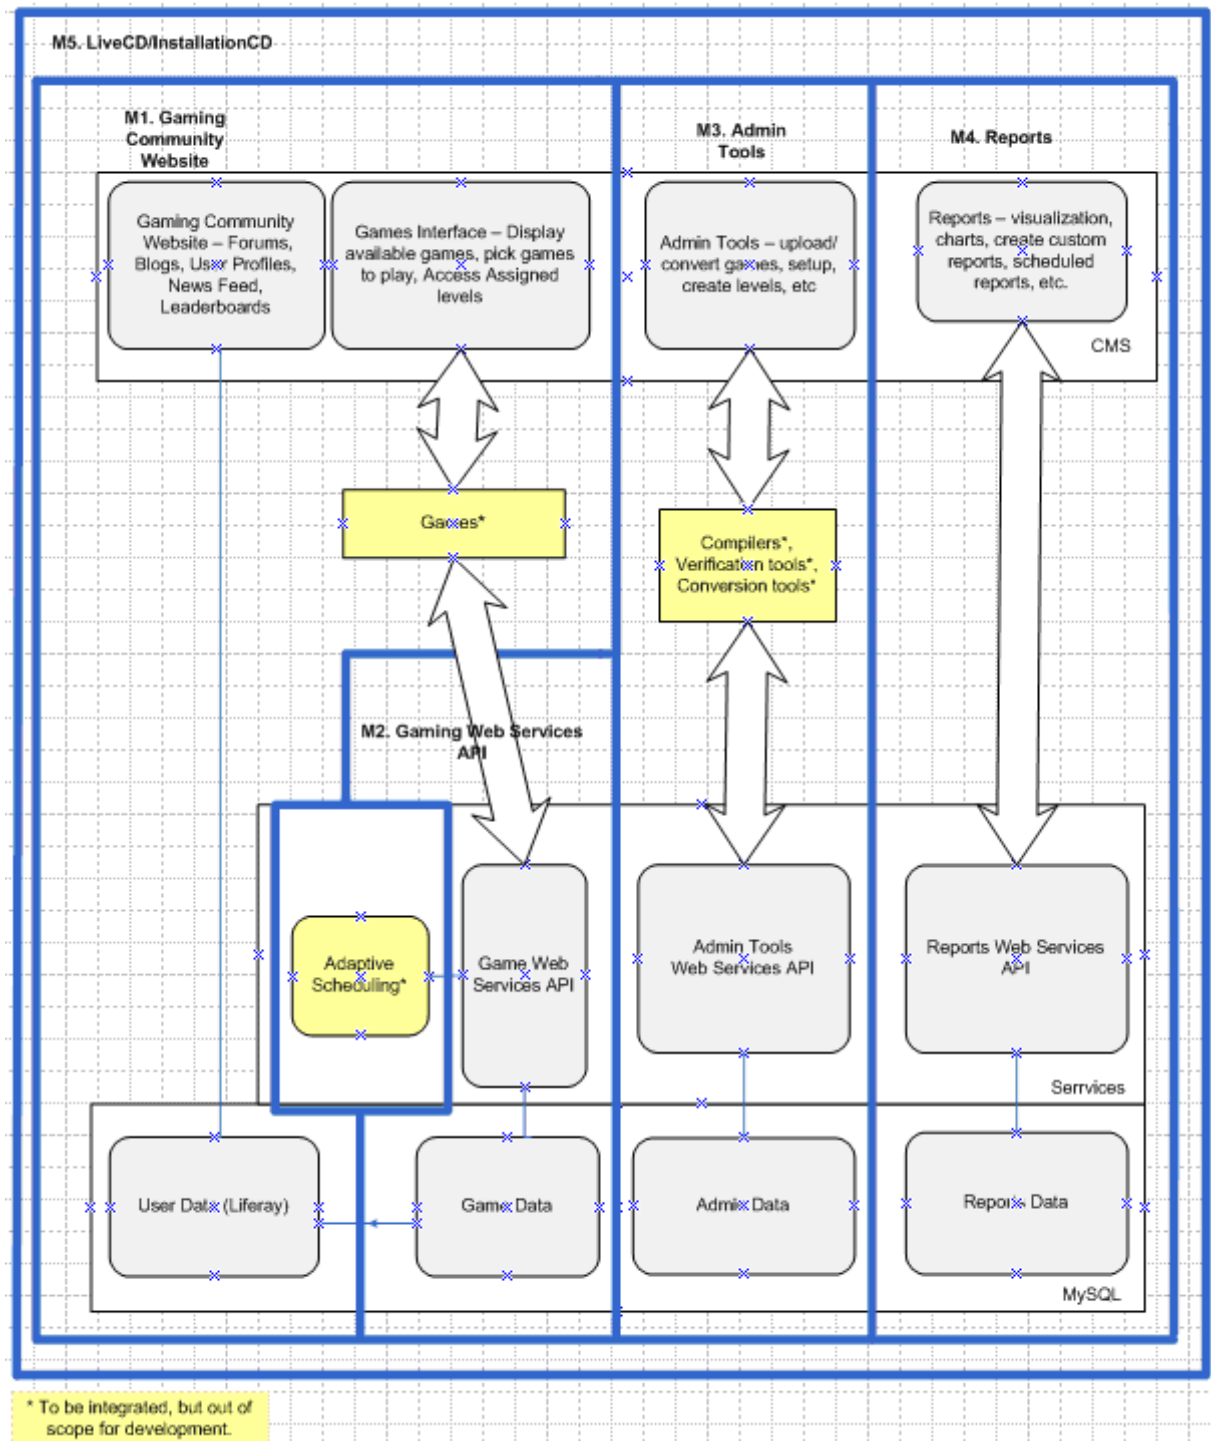 M5. LiveCD/InstallationCD
M1. Gaming
Community
Website
M3. Admin
Tools
M4. Reports
Gaming Community
Website – Forums,
Blogs, User Profiles,
News Feed,
Leaderboards
Games Interface – Display
available games, pick games
to play, Access Assigned
levels
Admin Tools – upload/
convert games, setup,
create levels, etc
Reports – visualization,
charts, create custom
reports, scheduled
reports, etc.
CMS
Games*
Compilers*,
Verification tools*,
Conversion tools*
M2. Gaming Web Services
API
Adaptive
Scheduling*
Game Web
Services API
Admin Tools
Web Services API
Reports Web Services
API
Serrvices
User Data (Liferay)
Game Data
Admin Data
Reports Data
MySQL
* To be integrated, but out of
scope for development.